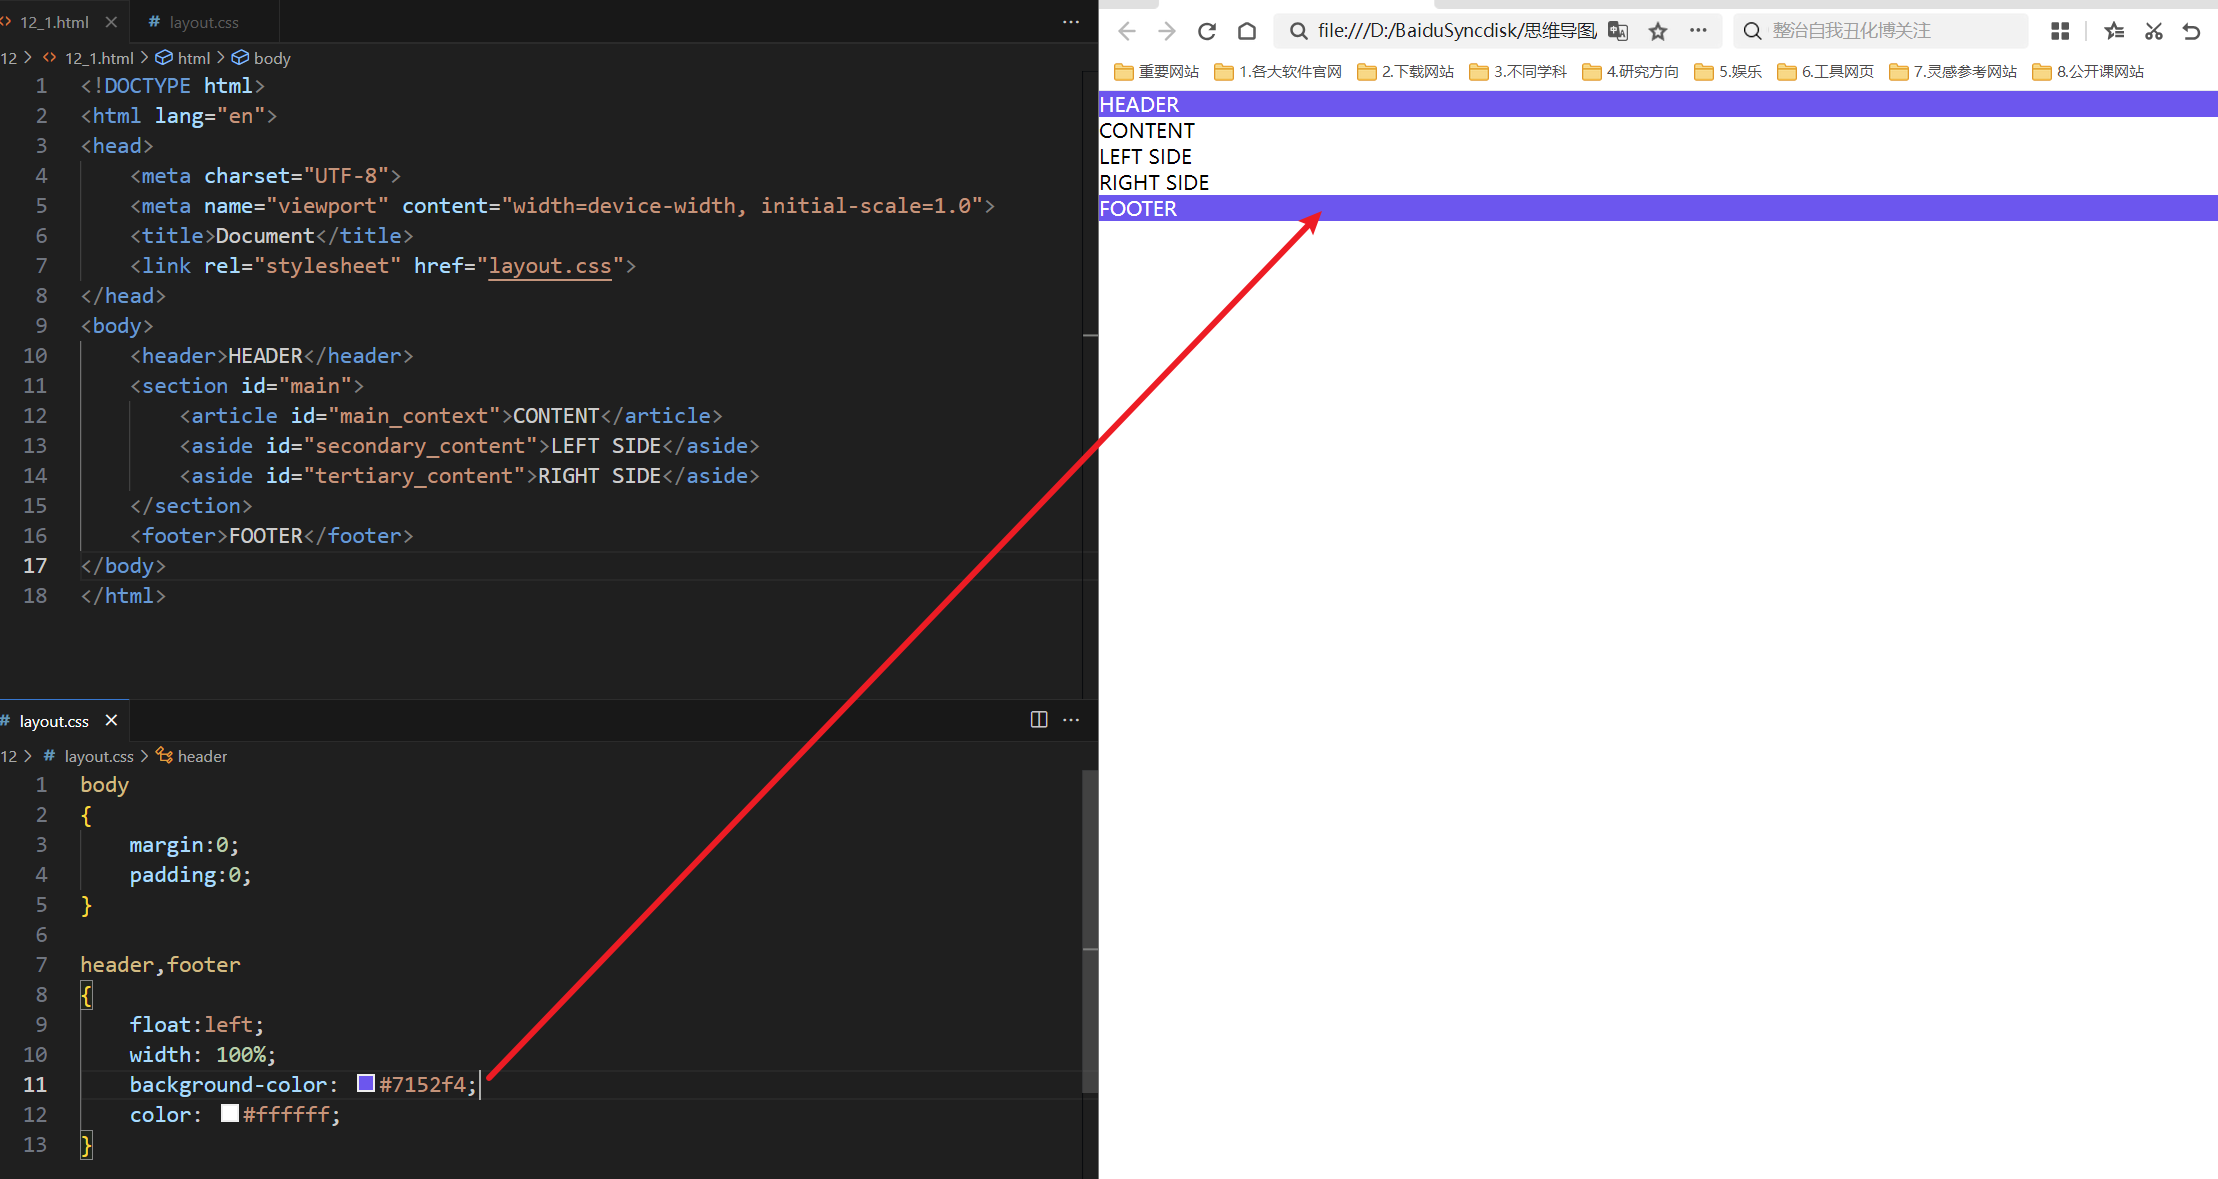 12_1.html
layout.css
12 > 12_1.html > html > body
1 <!DOCTYPE html>
2 <html lang="en">
3 <head>
4 <meta charset="UTF-8">
5 <meta name="viewport" content="width=device-width, initial-scale=1.0">
6 <title>Document</title>
7 <link rel="stylesheet" href="layout.css">
8 </head>
9 <body>
10 <header>HEADER</header>
11 <section id="main">
12 <article id="main_context">CONTENT</article>
13 <aside id="secondary_content">LEFT SIDE</aside>
14 <aside id="tertiary_content">RIGHT SIDE</aside>
15 </section>
16 <footer>FOOTER</footer>
17 </body>
18 </html>
# layout.css
12 > # layout.css > header
1 body
2 {
3 margin:0;
4 padding:0;
5 }
6
7 header,footer
8 {
9 float:left;
10 width: 100%;
11 background-color: #7152f4;
12 color: #ffffff;
13 }
file:///D:/BaiduSyncdisk/思维导图/
整治自我丑化博关注
重要网站 1.各大软件官网 2.下载网站 3.不同学科 4.研究方向 5.娱乐 6.工具网页 7.灵感参考网站 8.公开课网站
HEADER
CONTENT
LEFT SIDE
RIGHT SIDE
FOOTER